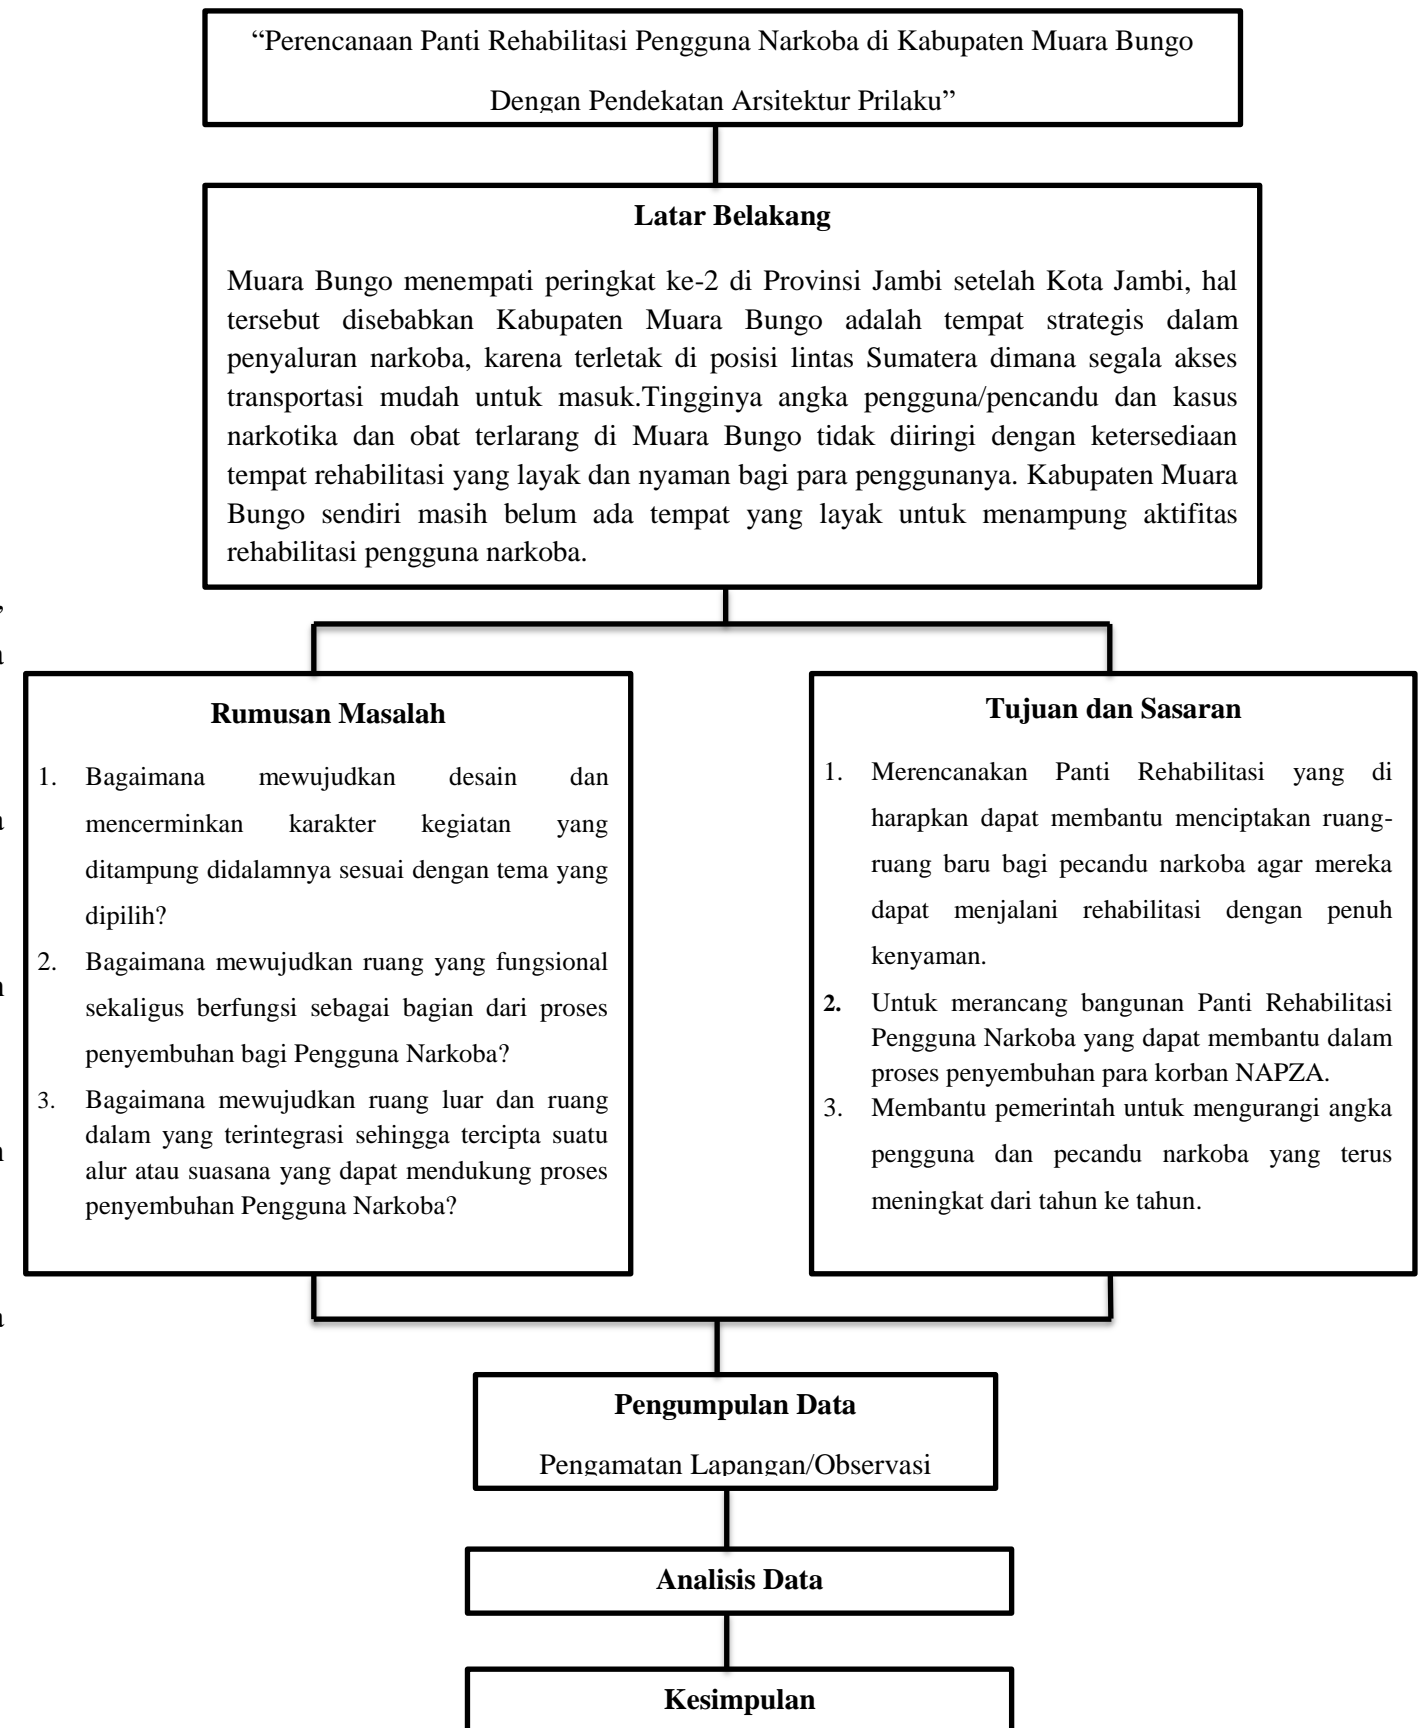 “Perencanaan Panti Rehabilitasi Pengguna Narkoba di Kabupaten Muara Bungo
Dengan Pendekatan Arsitektur Prilaku”
Latar Belakang
Muara Bungo menempati peringkat ke-2 di Provinsi Jambi setelah Kota Jambi, hal
tersebut disebabkan Kabupaten Muara Bungo adalah tempat strategis dalam
penyaluran narkoba, karena terletak di posisi lintas Sumatera dimana segala akses
transportasi mudah untuk masuk.Tingginya angka pengguna/pencandu dan kasus
narkotika dan obat terlarang di Muara Bungo tidak diiringi dengan ketersediaan
tempat rehabilitasi yang layak dan nyaman bagi para penggunanya. Kabupaten Muara
Bungo sendiri masih belum ada tempat yang layak untuk menampung aktifitas
rehabilitasi pengguna narkoba.
Rumusan Masalah
1. Bagaimana mewujudkan desain dan
mencerminkan karakter kegiatan yang
ditampung didalamnya sesuai dengan tema yang
dipilih?
2. Bagaimana mewujudkan ruang yang fungsional
sekaligus berfungsi sebagai bagian dari proses
penyembuhan bagi Pengguna Narkoba?
3. Bagaimana mewujudkan ruang luar dan ruang
dalam yang terintegrasi sehingga tercipta suatu
alur atau suasana yang dapat mendukung proses
penyembuhan Pengguna Narkoba?
Tujuan dan Sasaran
1. Merencanakan Panti Rehabilitasi yang di
harapkan dapat membantu menciptakan ruang-
ruang baru bagi pecandu narkoba agar mereka
dapat menjalani rehabilitasi dengan penuh
kenyaman.
2. Untuk merancang bangunan Panti Rehabilitasi
Pengguna Narkoba yang dapat membantu dalam
proses penyembuhan para korban NAPZA.
3. Membantu pemerintah untuk mengurangi angka
pengguna dan pecandu narkoba yang terus
meningkat dari tahun ke tahun.
Pengumpulan Data
Pengamatan Lapangan/Observasi
Analisis Data
Kesimpulan